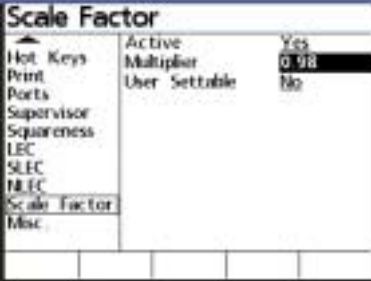 Scale Factor
Hot Keys
Print
Ports
Supervisor
Squareness
LEC
SLEC
NLEC
Scale Factor
Misc
Active Yes
Multiplier 0.98
User Settable No